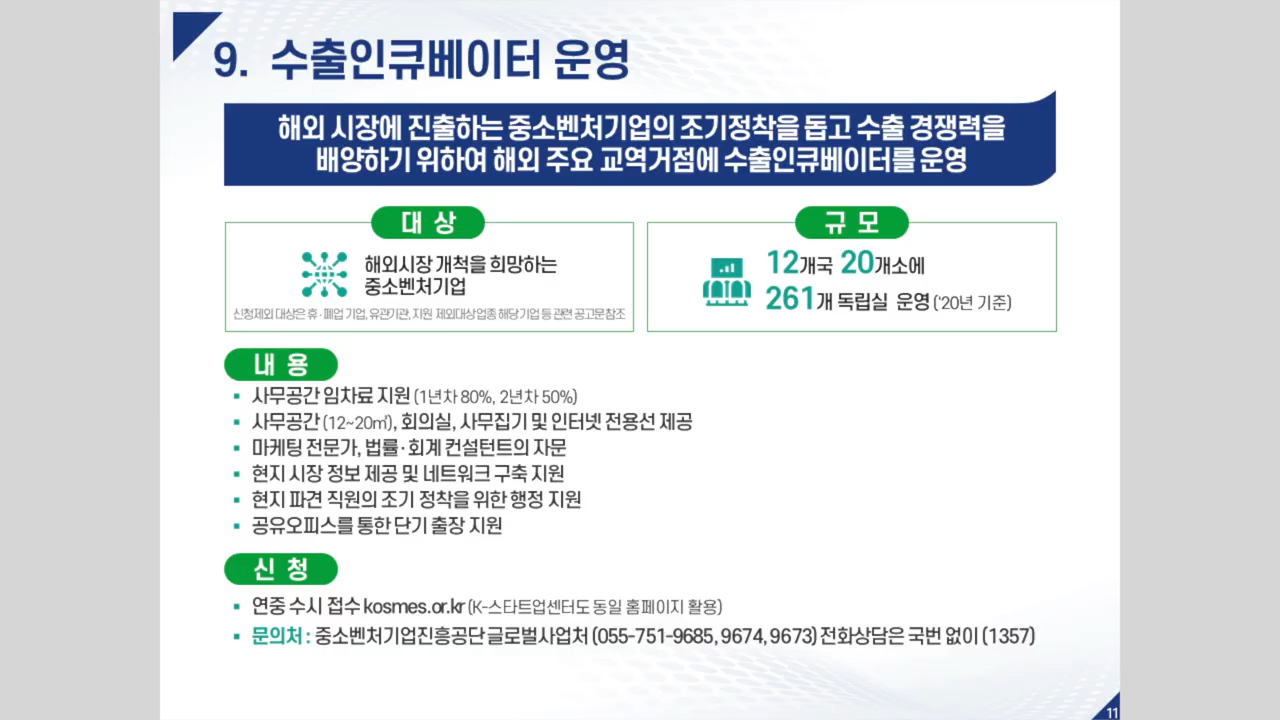 9. 수출인큐베이터 운영
해외 시장에 진출하는 중소벤처기업의 조기정착을 돕고 수출 경쟁력을
배양하기 위하여 해외 주요 교역거점에 수출인큐베이터를 운영
대 상
해외시장 개척을 희망하는
중소벤처기업
신청제외 대상은 휴·폐업 기업, 유관기관, 지원 제외대상 업종 해당 기업 등 관련 공고문 참조
규 모
12개국 20개소에
261개 독립실 운영 ('20년 기준)
내 용
▪ 사무공간 임차료 지원 (1년차 80%, 2년차 50%)
▪ 사무공간 (12~20㎡), 회의실, 사무집기 및 인터넷 전용선 제공
▪ 마케팅 전문가, 법률·회계 컨설턴트의 자문
▪ 현지 시장 정보 제공 및 네트워크 구축 지원
▪ 현지 파견 직원의 조기 정착을 위한 행정 지원
▪ 공유오피스를 통한 단기 출장 지원
신 청
▪ 연중 수시 접수 kosmes.or.kr (K-스타트업센터도 동일 홈페이지 활용)
▪ 문의처 : 중소벤처기업진흥공단 글로벌사업처 (055-751-9685, 9674, 9673) 전화상담은 국번 없이 (1357)
11